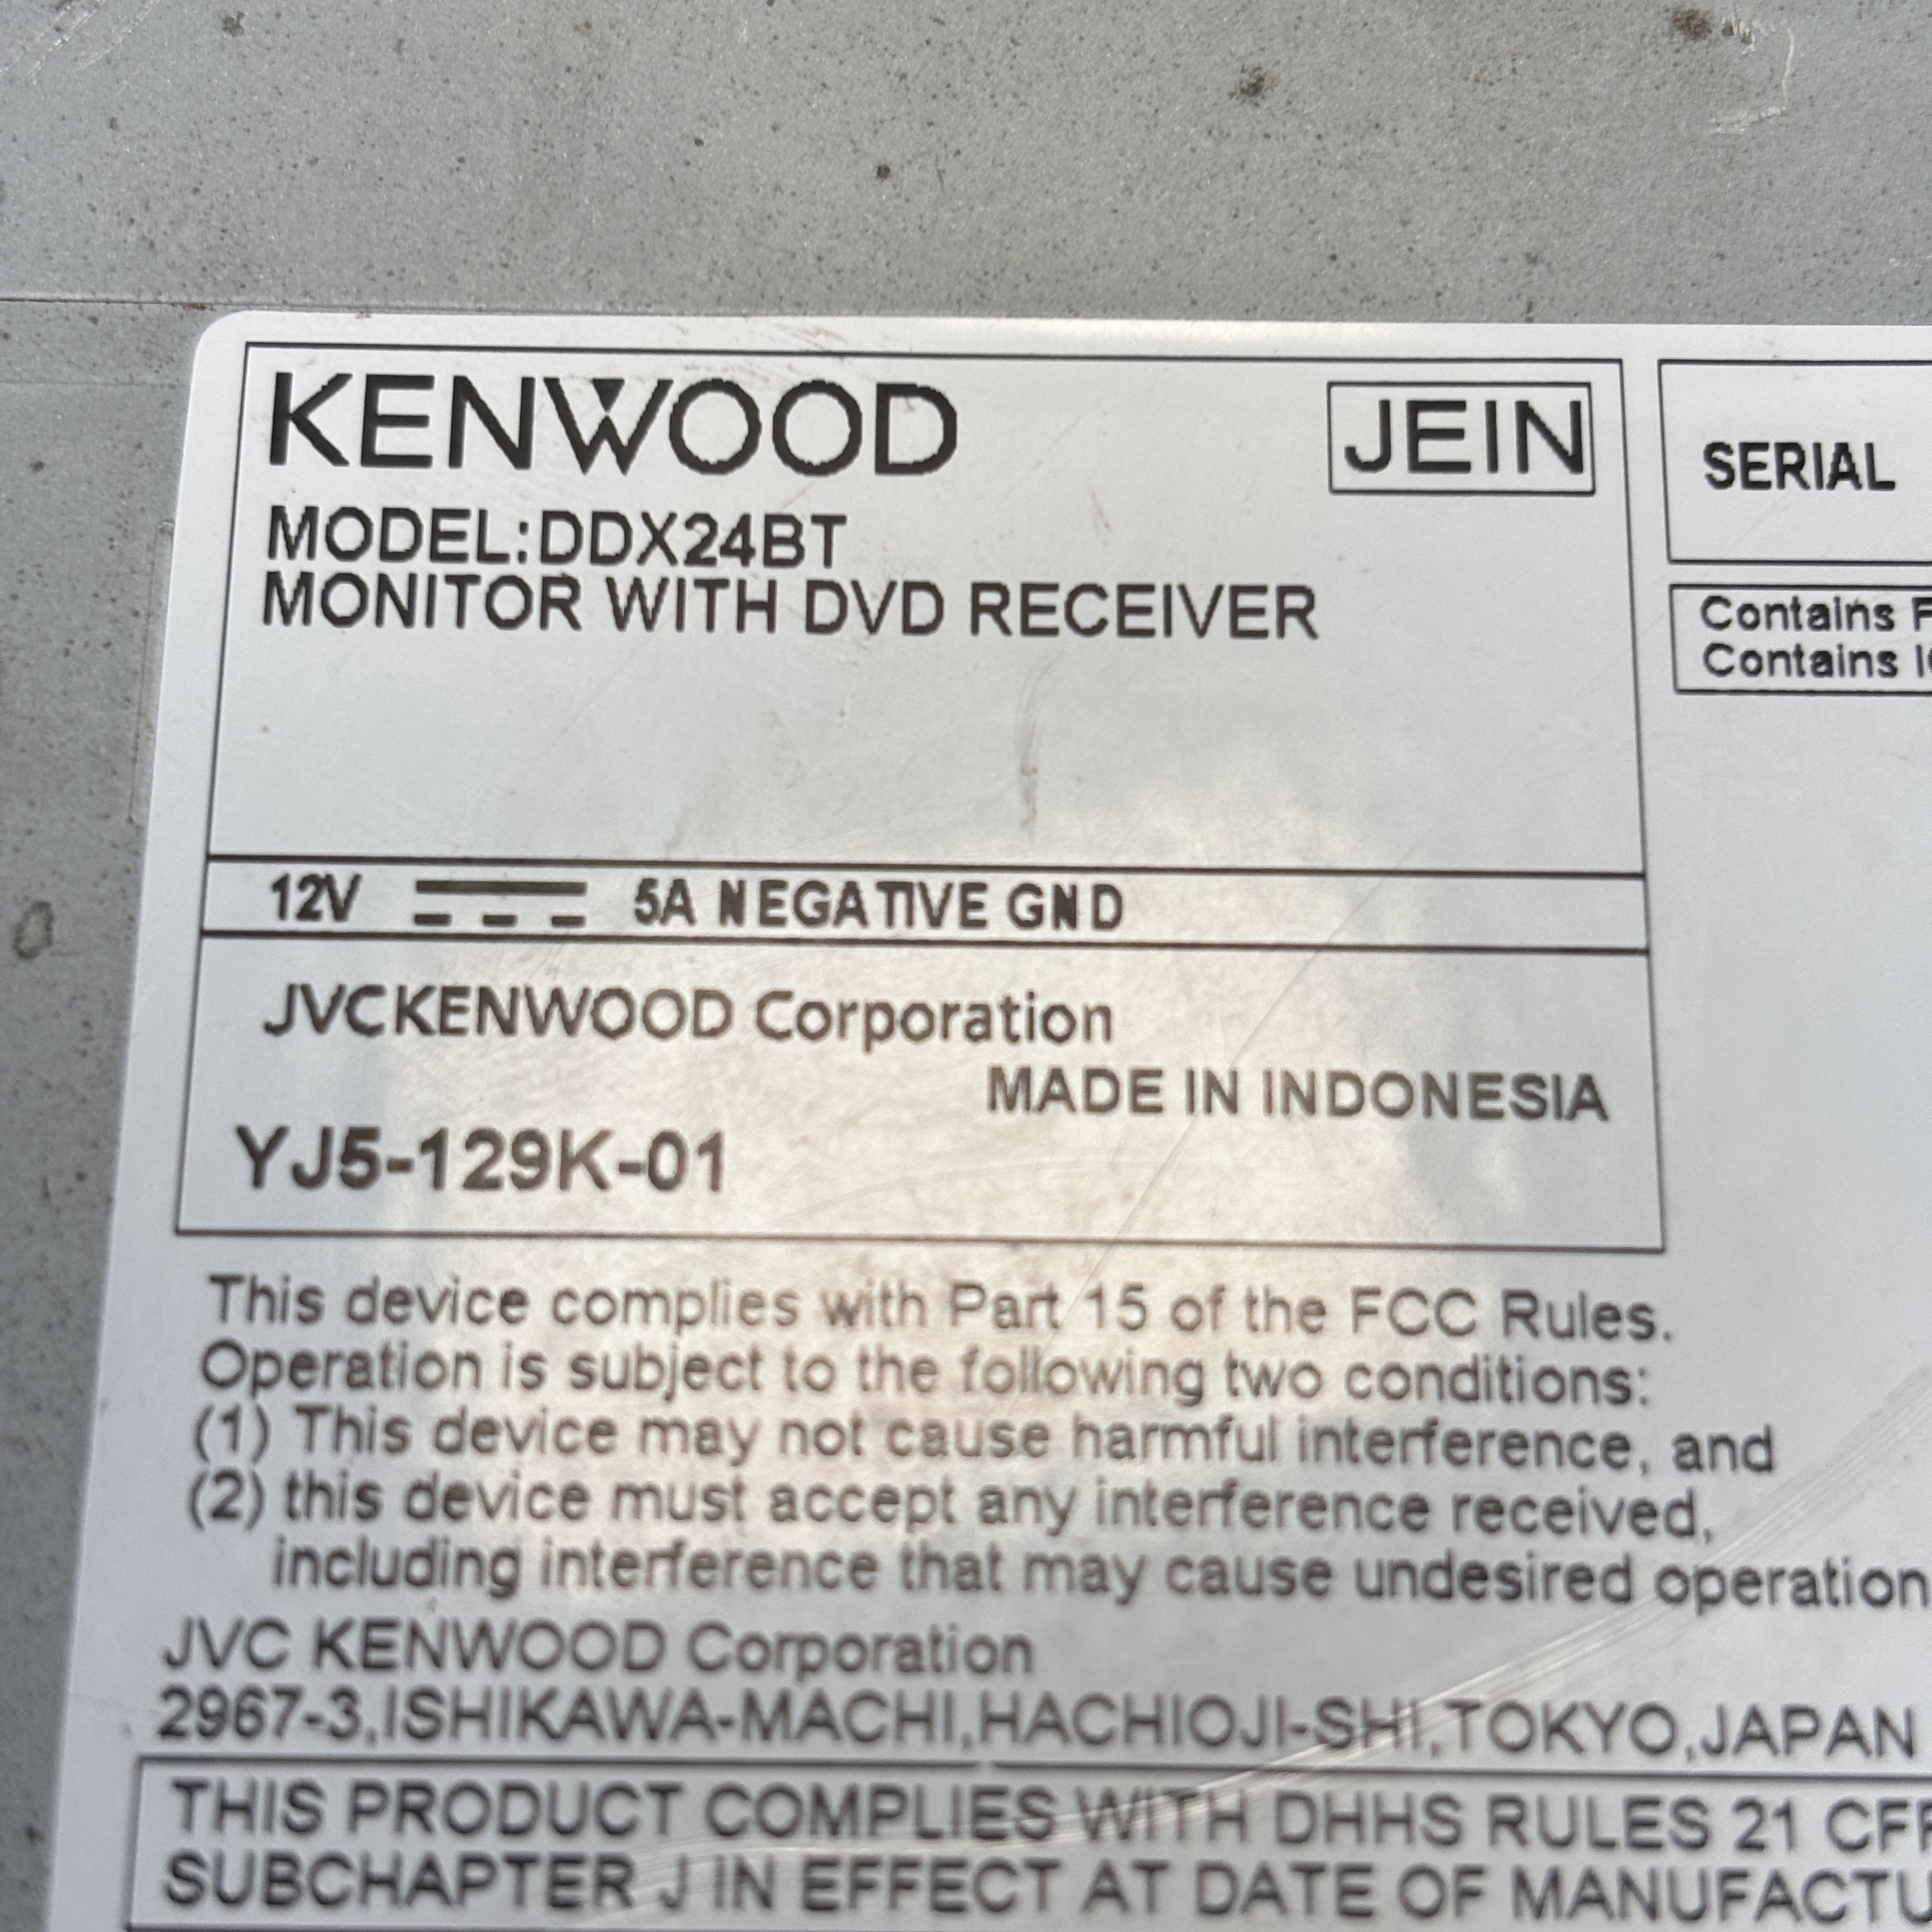 KENWOOD
JEIN
MODEL:DDX24BT
MONITOR WITH DVD RECEIVER
12V 5A NEGATIVE GND
JVCKENWOOD Corporation
MADE IN INDONESIA
YJ5-129K-01
SERIAL
Contains
Contains
This device complies with Part 15 of the FCC Rules.
Operation is subject to the following two conditions:
(1) This device may not cause harmful interference, and
(2) this device must accept any interference received,
including interference that may cause undesired operation
JVC KENWOOD Corporation
2967-3,ISHIKAWA-MACHI,HACHIOJI-SHI,TOKYO,JAPAN
THIS PRODUCT COMPLIES WITH DHHS RULES 21
SUBCHAPTER J IN EFFECT AT DATE OF